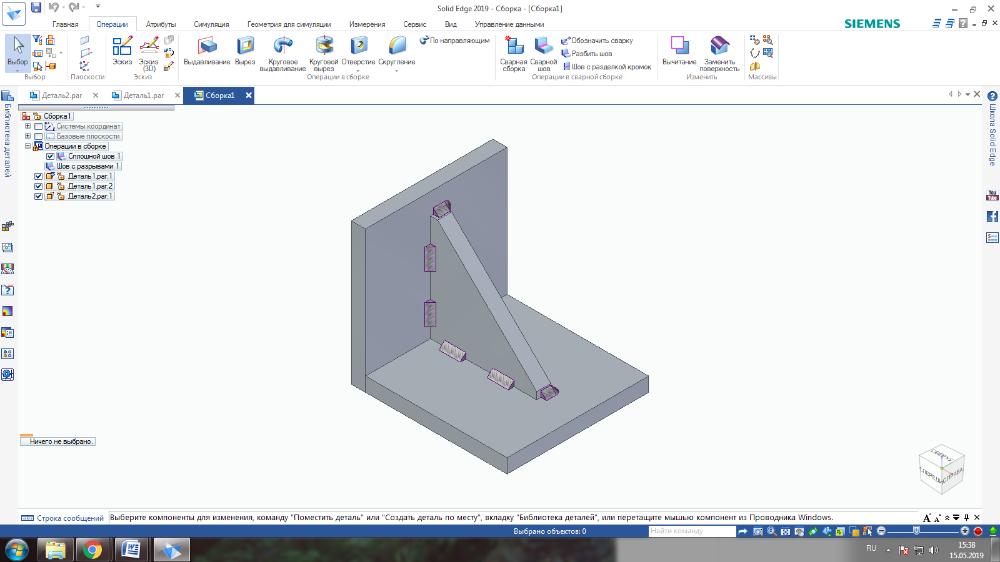 Solid Edge 2019 - Сборка - [Сборка1]
Главная Операции Атрибуты Симуляция Геометрия для симуляции Измерения Сервис Вид Управление данными
SIEMENS
Выбор
Эскиз
Эскиз (3D)
Выдавливание
Вырез
Круговое выдавливание
Круговой вырез
Отверстие
Скругление
По направляющим
Сварная сборка
Сварной шов
Обозначить сварку
Разбить шов
Шов с разделкой кромок
Вычитание
Заменить поверхность
Выбор Плоскости Эскиз Операции в сборке Операции в сварной сборке Изменить Массивы
Деталь2.par Деталь1.par Сборка1
Библиотека деталей
Школа Solid Edge
You Tube
Сборка1
Системы координат
Базовые плоскости
Операции в сборке
Сплошной шов 1
Шов с разрывами 1
Деталь1.par:1
Деталь1.par:2
Деталь2.par:1
Ничего не выбрано.
СВЕРХУ
СПЕРЕДИ
СПРАВА
Строка сообщений
Выберите компоненты для изменения, команду "Поместить деталь" или "Создать деталь по месту", вкладку "Библиотека деталей", или перетащите мышью компонент из Проводника Windows.
Выбрано объектов: 0
Найти команду
RU
15:38
15.05.2019